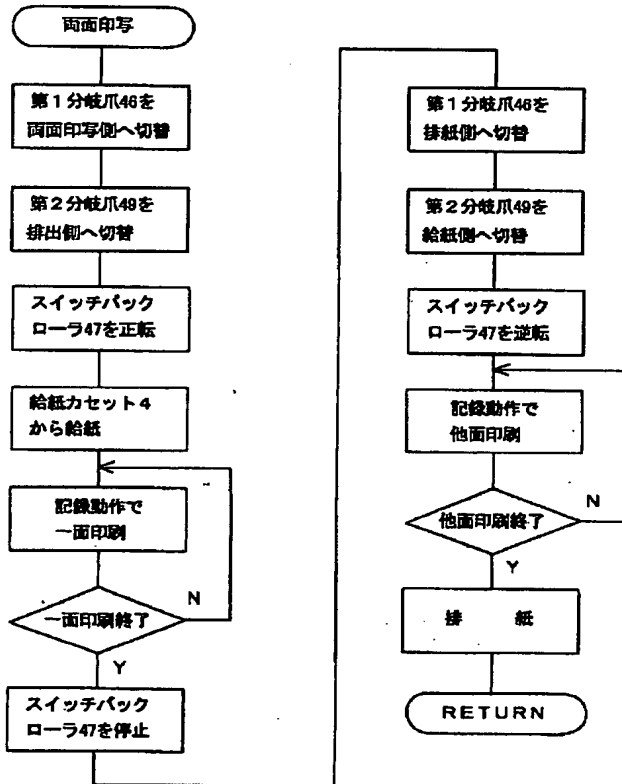 両面印写
第1分岐爪46を
両面印写側へ切替
第2分岐爪49を
排出側へ切替
スイッチバック
ローラ47を正転
給紙カセット4
から給紙
記録動作で
一面印刷
一面印刷終了
N
Y
スイッチバック
ローラ47を停止
第1分岐爪46を
排紙側へ切替
第2分岐爪49を
給紙側へ切替
スイッチバック
ローラ47を逆転
記録動作で
他面印刷
他面印刷終了
N
Y
排 紙
RETURN